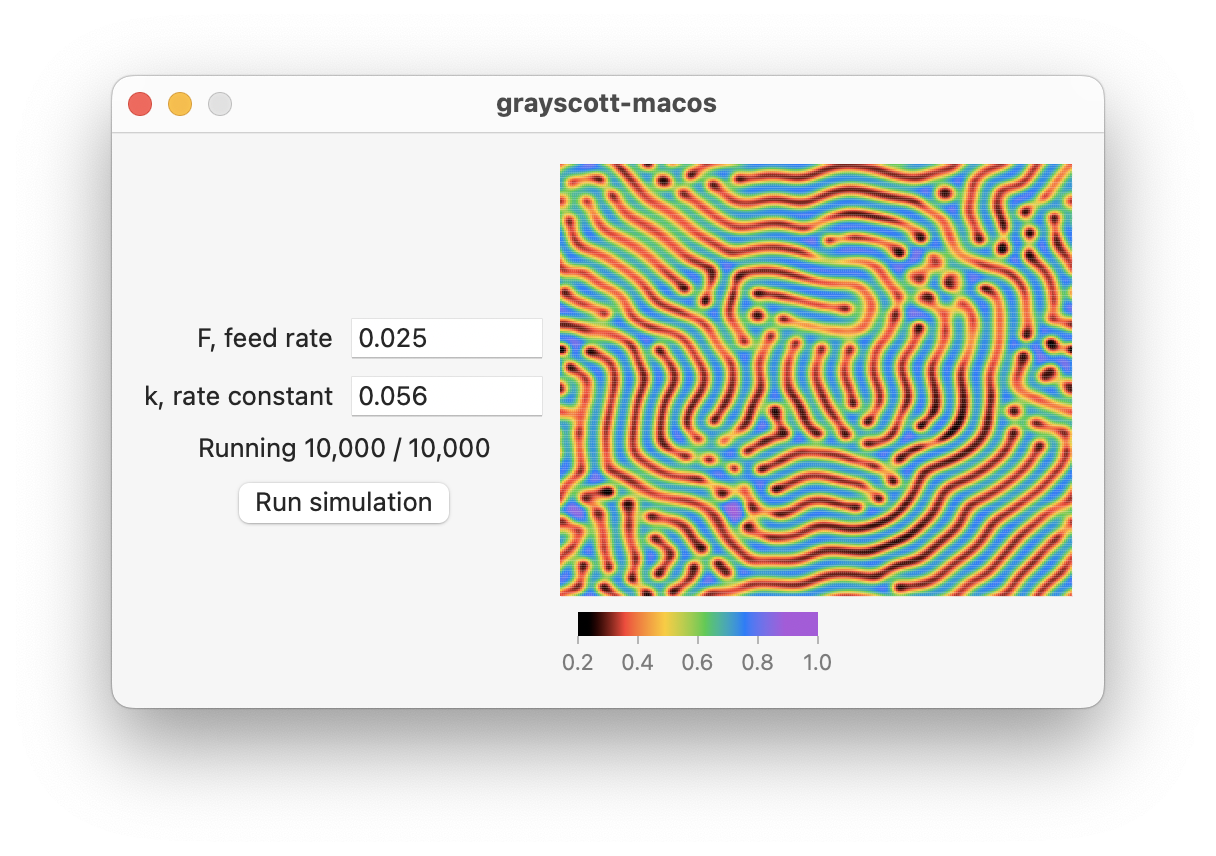 grayscott-macos
F, feed rate 0.025
k, rate constant 0.056
Running 10,000 / 10,000
Run simulation
0.2 0.4 0.6 0.8 1.0